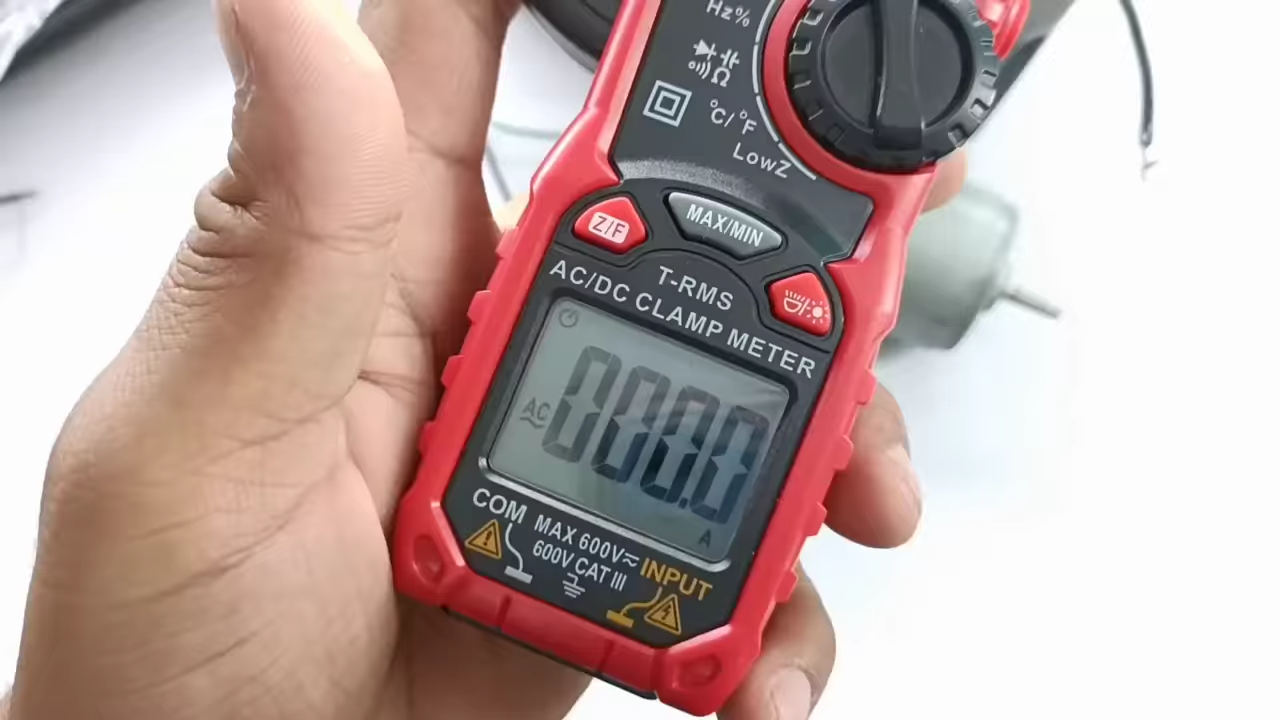 Hz%
Ω
°C/°F
LowZ
Z/F
MAX/MIN
T-RMS
AC/DC CLAMP METER
AC
000.0
A
COM
MAX 600V≂
600V CAT III
INPUT